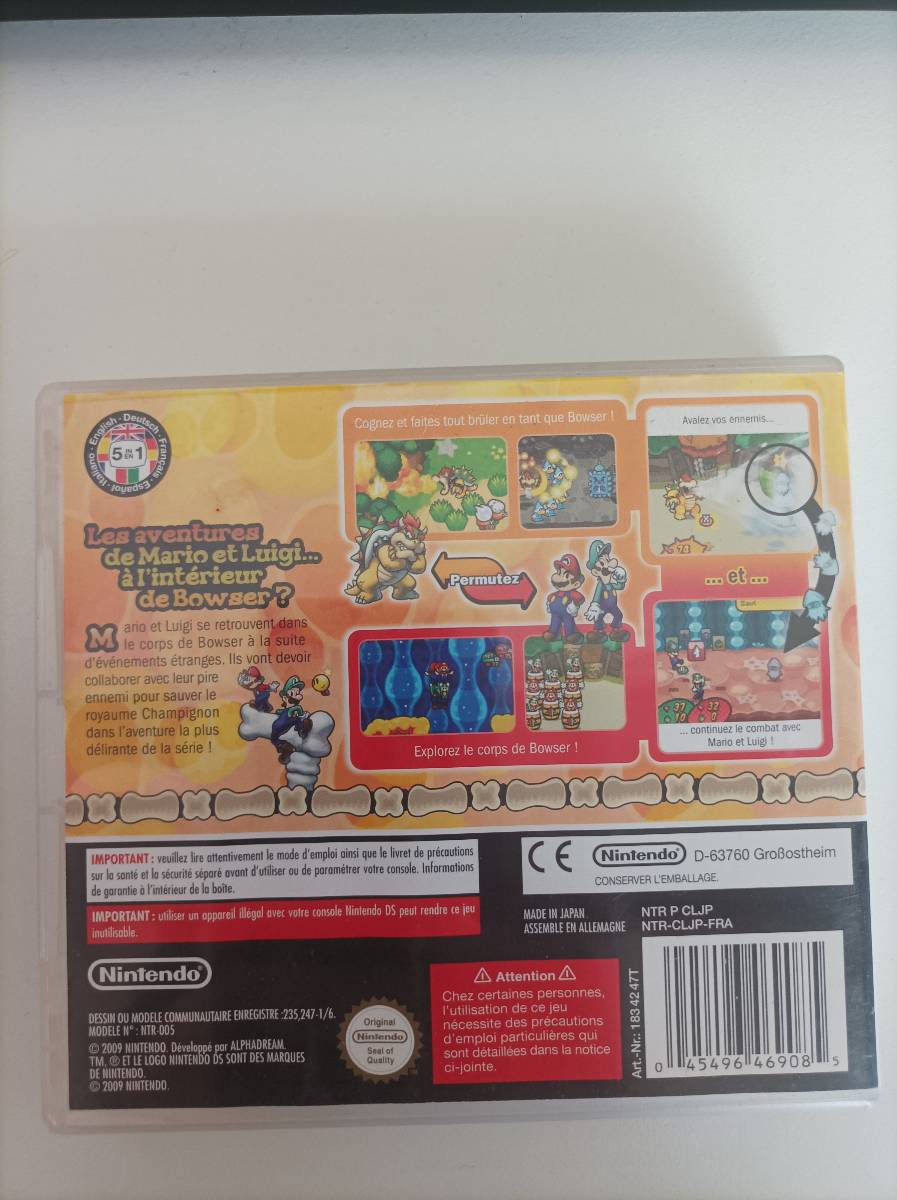 English · Deutsch · Français · Español · Italiano ·
5 IN EN 1
Les aventures
de Mario et Luigi...
à l'intérieur
de Bowser ?
Mario et Luigi se retrouvent dans
le corps de Bowser à la suite
d'événements étranges. Ils vont devoir
collaborer avec leur pire
ennemi pour sauver le
royaume Champignon
dans l'aventure la plus
délirante de la série !
Cognez et faites tout brûler en tant que Bowser !
Permutez
Explorez le corps de Bowser !
Avalez vos ennemis...
78
... et ...
Saut
37
10
32
0
... continuez le combat avec
Mario et Luigi !
IMPORTANT : veuillez lire attentivement le mode d'emploi ainsi que le livret de précautions
sur la santé et la sécurité séparé avant d'utiliser ou de paramétrer votre console. Informations
de garantie à l'intérieur de la boîte.
IMPORTANT : utiliser un appareil illégal avec votre console Nintendo DS peut rendre ce jeu
inutilisable.
CE Nintendo® D-63760 Großostheim
CONSERVER L'EMBALLAGE.
MADE IN JAPAN
ASSEMBLE EN ALLEMAGNE
NTR P CLJP
NTR-CLJP-FRA
Nintendo®
DESSIN OU MODELE COMMUNAUTAIRE ENREGISTRE :235,247-1/6.
MODELE N° : NTR-005
© 2009 NINTENDO. Développé par ALPHADREAM.
TM, ® ET LE LOGO NINTENDO DS SONT DES MARQUES
DE NINTENDO.
© 2009 NINTENDO.
Original
Nintendo
Seal of
Quality
⚠ Attention ⚠
Chez certaines personnes,
l'utilisation de ce jeu
nécessite des précautions
d'emploi particulières qui
sont détaillées dans la notice
ci-jointe.
Art.-Nr.: 183 42 47T
0 45496 46908 5